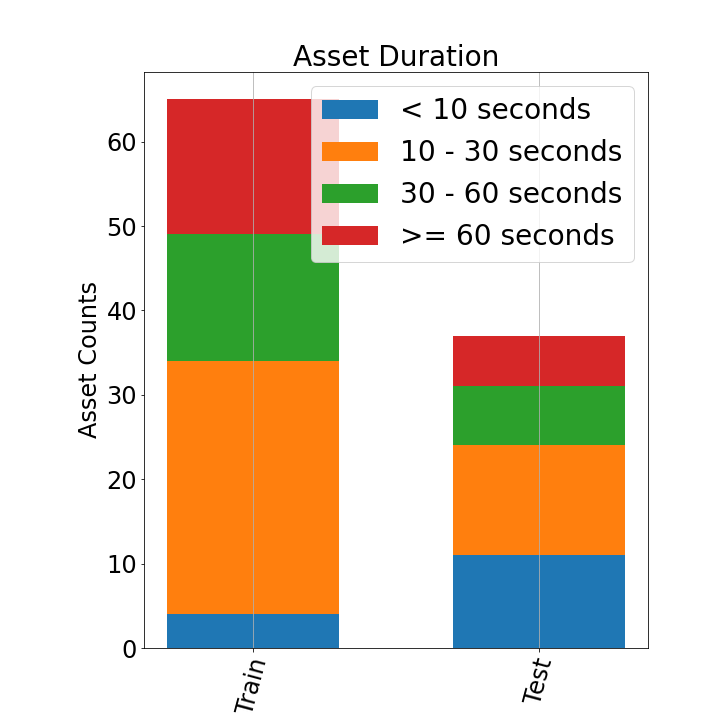 Asset Duration
< 10 seconds
10 - 30 seconds
30 - 60 seconds
>= 60 seconds
Asset Counts
60
50
40
30
20
10
0
Train
Test